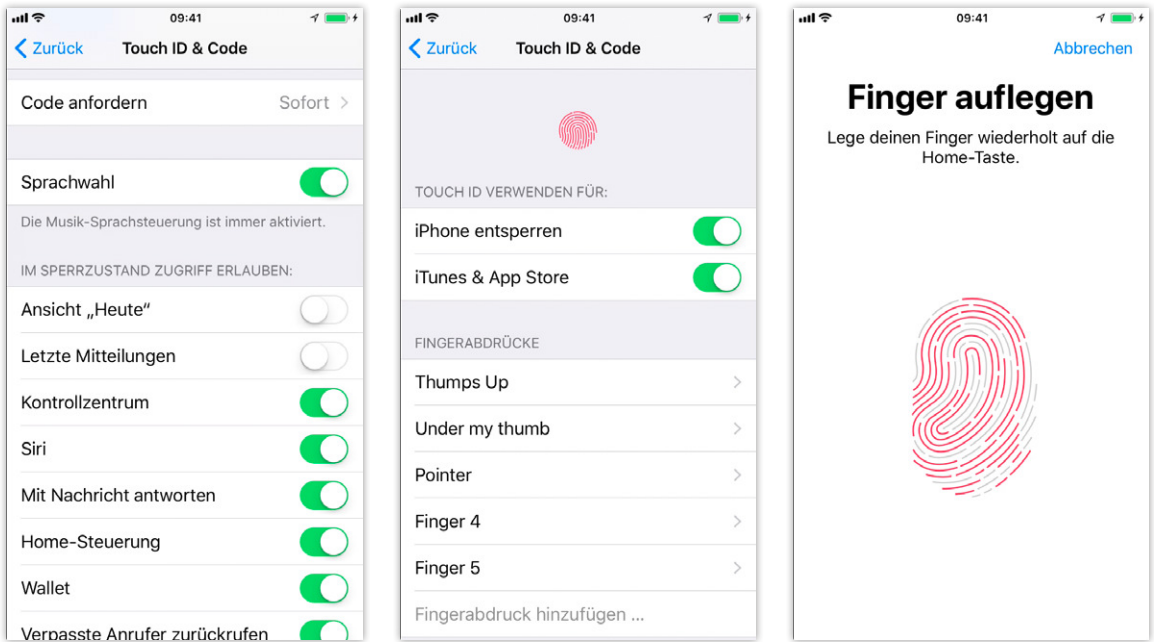 09:41
Zurück
Touch ID & Code
Code anfordern
Sofort
Sprachwahl
Die Musik-Sprachsteuerung ist immer aktiviert.
IM SPERRZUSTAND ZUGRIFF ERLAUBEN:
Ansicht „Heute“
Letzte Mitteilungen
Kontrollzentrum
Siri
Mit Nachricht antworten
Home-Steuerung
Wallet
Verpasste Anrufer zurückrufen
09:41
Zurück
Touch ID & Code
TOUCH ID VERWENDEN FÜR:
iPhone entsperren
iTunes & App Store
FINGERABDRÜCKE
Thumps Up
Under my thumb
Pointer
Finger 4
Finger 5
Fingerabdruck hinzufügen ...
09:41
Abbrechen
Finger auflegen
Lege deinen Finger wiederholt auf die
Home-Taste.